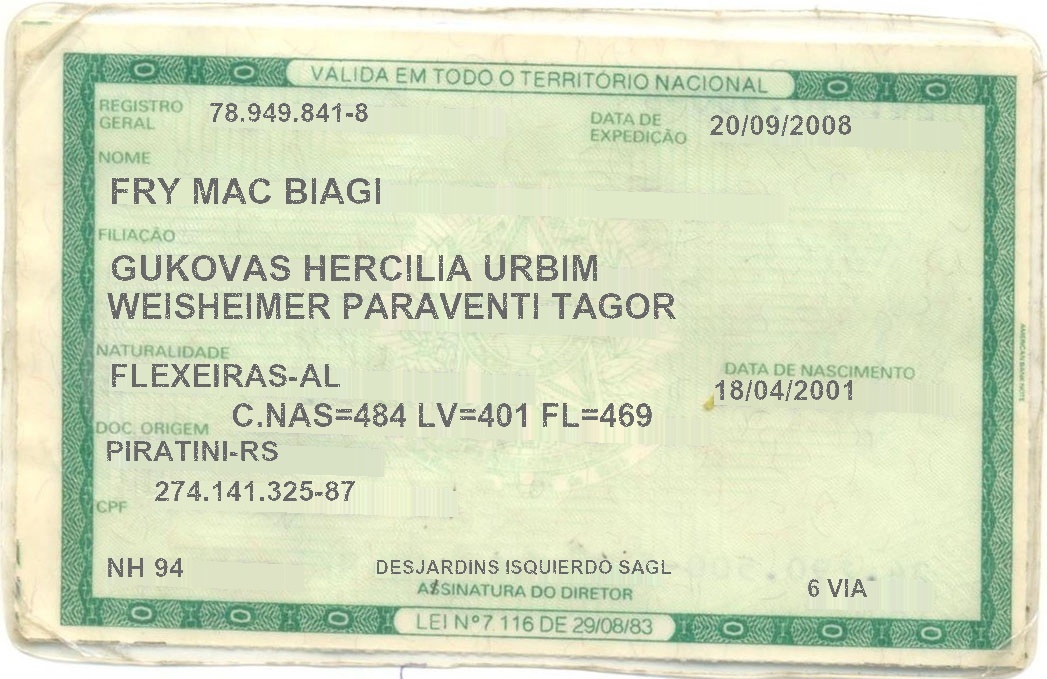 VALIDA EM TODO O TERRITÓRIO NACIONAL
REGISTRO GERAL 78.949.841-8 DATA DE EXPEDIÇÃO 20/09/2008
NOME
FRY MAC BIAGI
FILIAÇÃO
GUKOVAS HERCILIA URBIM
WEISHEIMER PARAVENTI TAGOR
NATURALIDADE
FLEXEIRAS-AL
DATA DE NASCIMENTO
18/04/2001
C.NAS=484 LV=401 FL=469
DOC. ORIGEM
PIRATINI-RS
274.141.325-87
CPF
NH 94
DESJARDINS ISQUIERDO SAGL
ASSINATURA DO DIRETOR
6 VIA
LEI Nº 7.116 DE 29/08/83